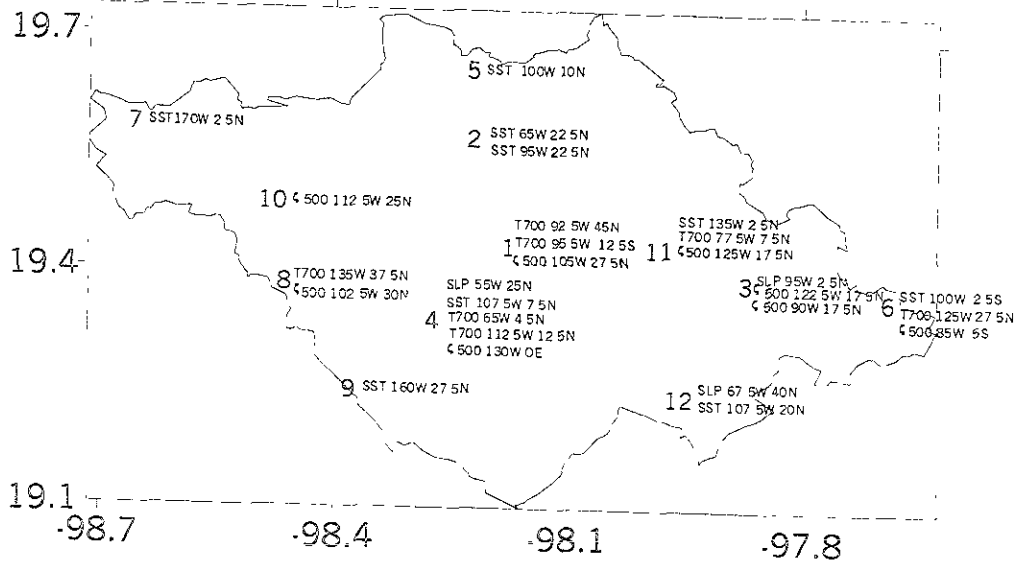 19.7
5 SST 100W 10N
7 SST170W 2 5N
2 SST 65W 22 5N
SST 95W 22 5N
10 ζ 500 112 5W 25N
1 T700 92 5W 45N
T700 95 5W 12 5S
ζ 500 105W 27 5N
11 SST 135W 2 5N
T700 77 5W 7 5N
ζ 500 125W 17 5N
19.4
8 T700 135W 37 5N
ζ 500 102 5W 30N
4 SLP 55W 25N
SST 107 5W 7 5N
T700 65W 4 5N
T700 112 5W 12 5N
ζ 500 130W 0E
3 SLP 95W 2 5N
ζ 500 122 5W 17 5N
ζ 500 90W 17 5N
6 SST 100W 2 5S
T700 125W 27 5N
ζ 500 85W 5S
9 SST 160W 27 5N
12 SLP 67 5W 40N
SST 107 5W 20N
19.1
-98.7 -98.4 -98.1 -97.8